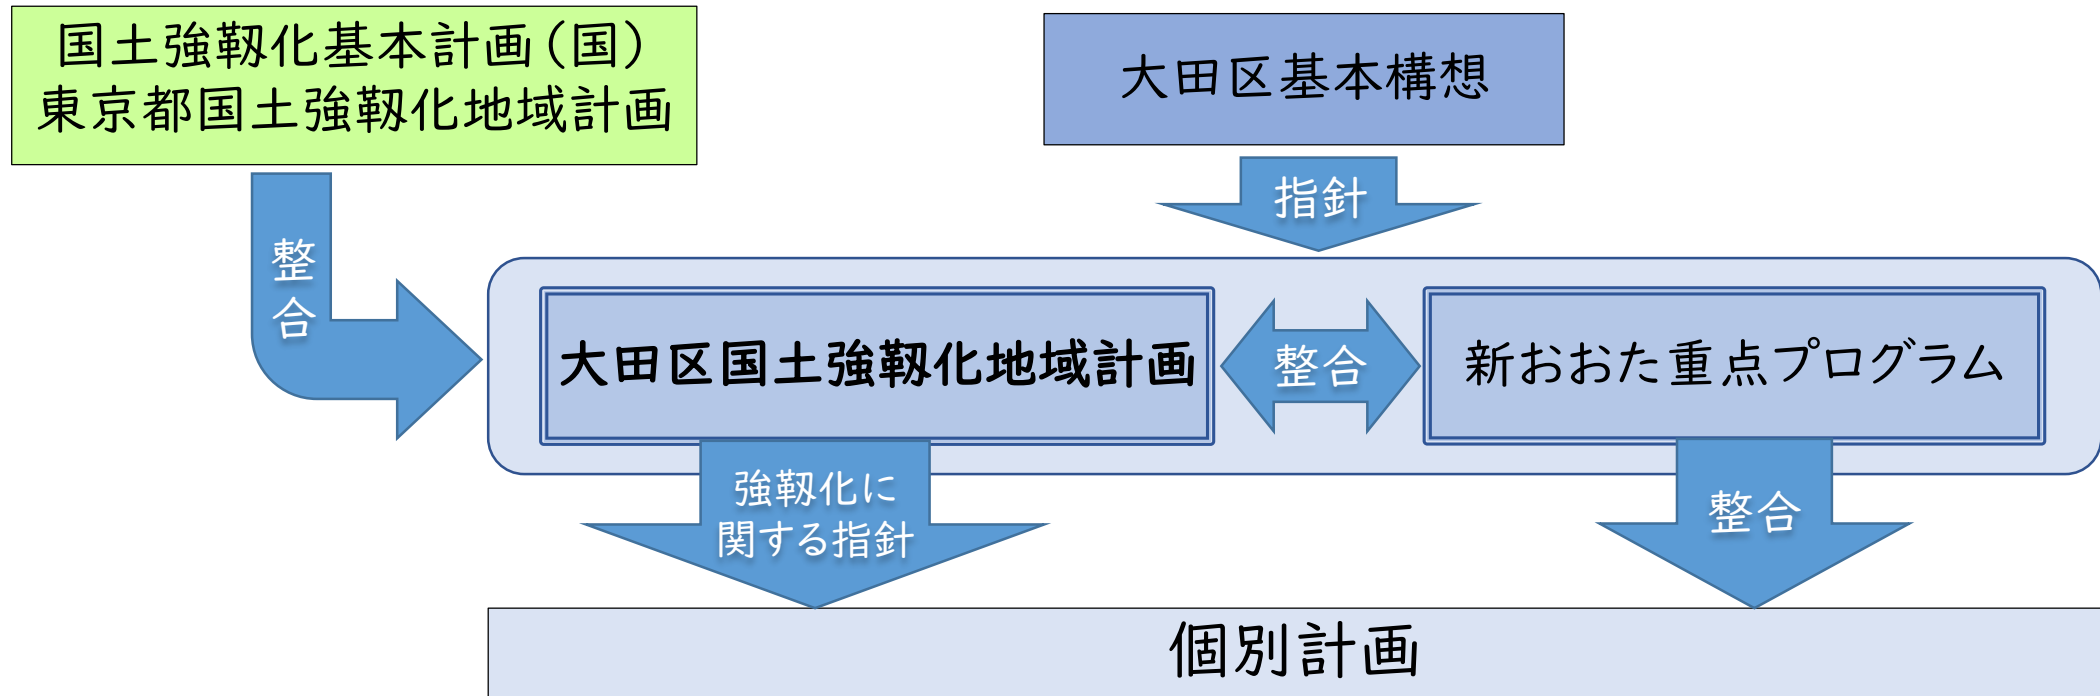 国土強靱化基本計画(国)
東京都国土強靱化地域計画
大田区基本構想
指針
整
合
大田区国土強靱化地域計画
整合
新おおた重点プログラム
強靱化に
関する指針
整合
個別計画